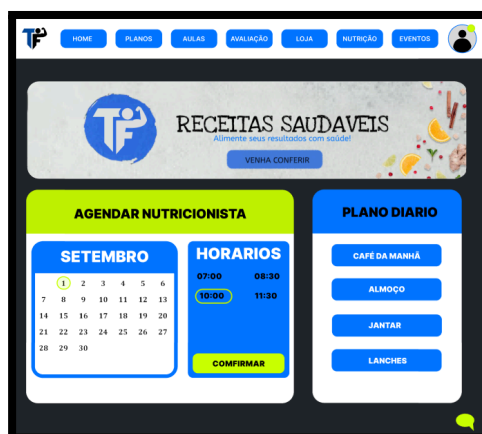 TF
HOME PLANOS AULAS AVALIAÇÃO LOJA NUTRIÇÃO EVENTOS
TF
RECEITAS SAUDAVEIS
Alimente seus resultados com saúde!
VENHA CONFERIR
AGENDAR NUTRICIONISTA
SETEMBRO
1 2 3 4 5 6
7 8 9 10 11 12 13
14 15 16 17 18 19 20
21 22 23 24 25 26 27
28 29 30
HORARIOS
07:00 08:30
10:00 11:30
COMFIRMAR
PLANO DIARIO
CAFÉ DA MANHÃ
ALMOÇO
JANTAR
LANCHES